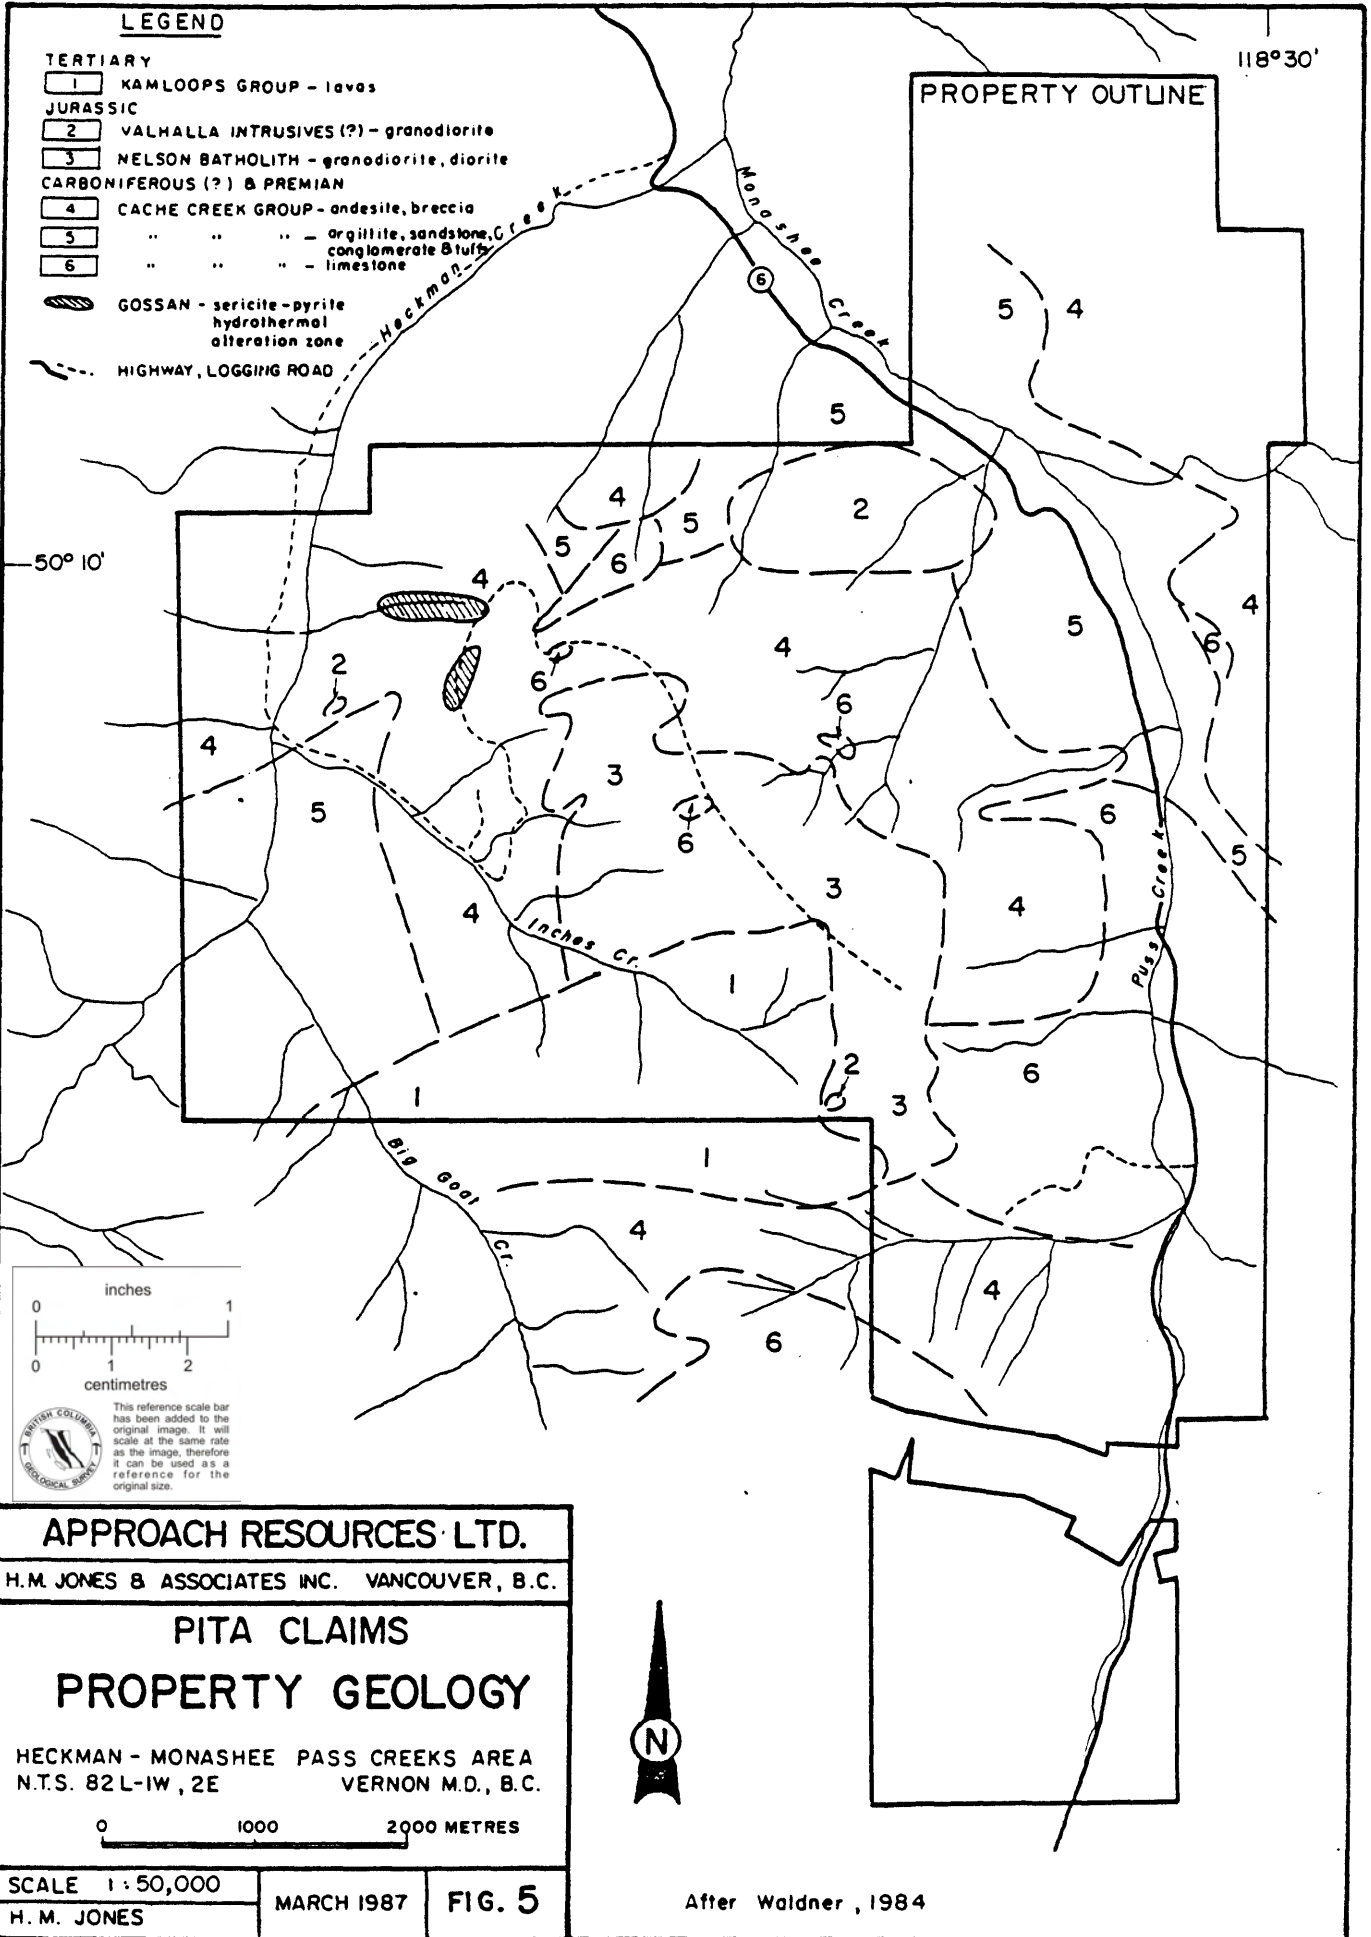 LEGEND
TERTIARY
1 KAMLOOPS GROUP - lavas
JURASSIC
2 VALHALLA INTRUSIVES (?) - granodiorite
3 NELSON BATHOLITH - granodiorite, diorite
CARBONIFEROUS (?) & PREMIAN
4 CACHE CREEK GROUP - andesite, breccia
5 " " " - argillite, sandstone,
conglomerate & tuffs
6 " " " - limestone
GOSSAN - sericite-pyrite
hydrothermal
alteration zone
HIGHWAY, LOGGING ROAD
118°30'
PROPERTY OUTLINE
Heckman Creek
Monashee Creek
6
5 4
5
4
5
2
50°10'
5
6
4
4
5
4
6
2
6
6
4
3
5
6
6
5
3
4
4
Inches Cr.
Puss Creek
1
2
6
1
3
1
Big Goat Cr.
4
4
6
inches
0 1
0 1 2
centimetres
This reference scale bar
has been added to the
original image. It will
scale at the same rate
as the image, therefore
it can be used as a
reference for the
original size.
BRITISH COLUMBIA
GEOLOGICAL SURVEY
APPROACH RESOURCES LTD.
H.M. JONES & ASSOCIATES INC. VANCOUVER, B.C.
PITA CLAIMS
PROPERTY GEOLOGY
HECKMAN - MONASHEE PASS CREEKS AREA
N.T.S. 82L-1W, 2E VERNON M.D., B.C.
0 1000 2000 METRES
SCALE 1:50,000
H. M. JONES
MARCH 1987
FIG. 5
N
After Waldner, 1984